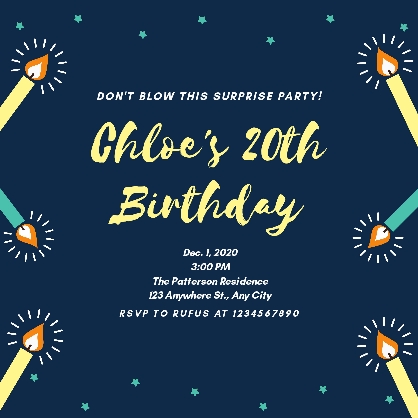 DON'T BLOW THIS SURPRISE PARTY!
Chloe's 20th
Birthday
Dec. 1, 2020
3:00 PM
The Patterson Residence
123 Anywhere St., Any City
RSVP TO RUFUS AT 1234567890